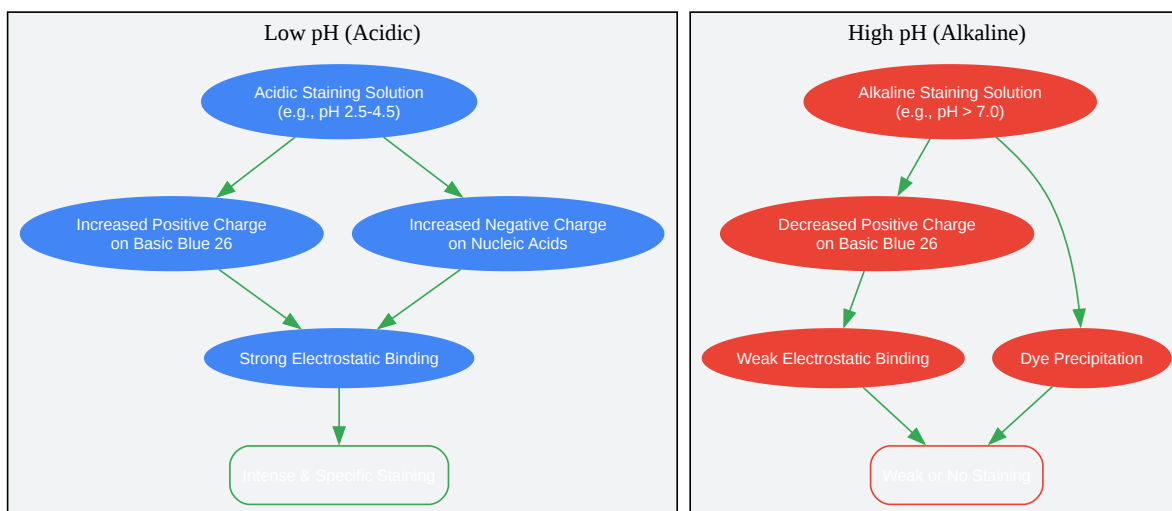 Low pH (Acidic)
Acidic Staining Solution
(e.g., pH 2.5-4.5)
Increased Positive Charge
on Basic Blue 26
Increased Negative Charge
on Nucleic Acids
Strong Electrostatic Binding
Intense & Specific Staining
High pH (Alkaline)
Alkaline Staining Solution
(e.g., pH > 7.0)
Decreased Positive Charge
on Basic Blue 26
Weak Electrostatic Binding
Dye Precipitation
Weak or No Staining